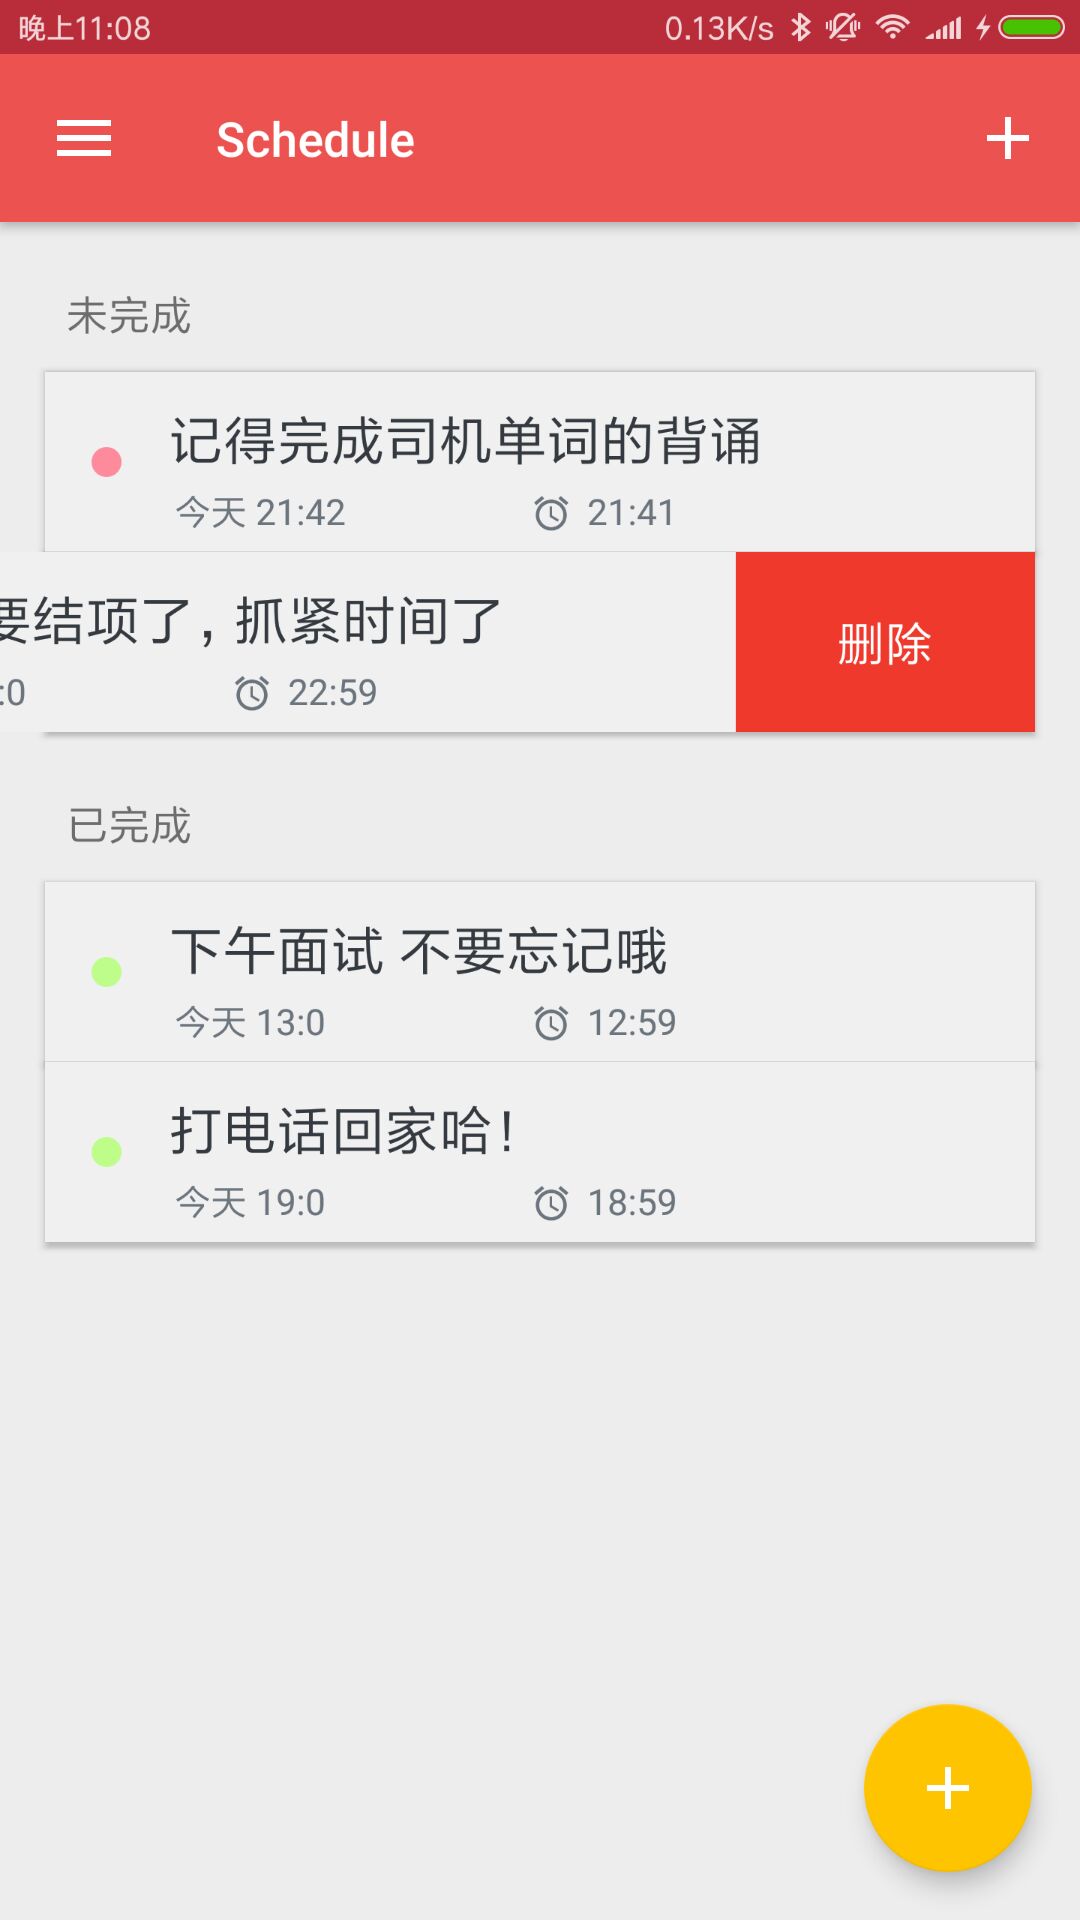 晚上11:08 0.13K/s
Schedule
未完成
记得完成司机单词的背诵
今天 21:42 21:41
要结项了，抓紧时间了
:0 22:59
删除
已完成
下午面试 不要忘记哦
今天 13:0 12:59
打电话回家哈！
今天 19:0 18:59